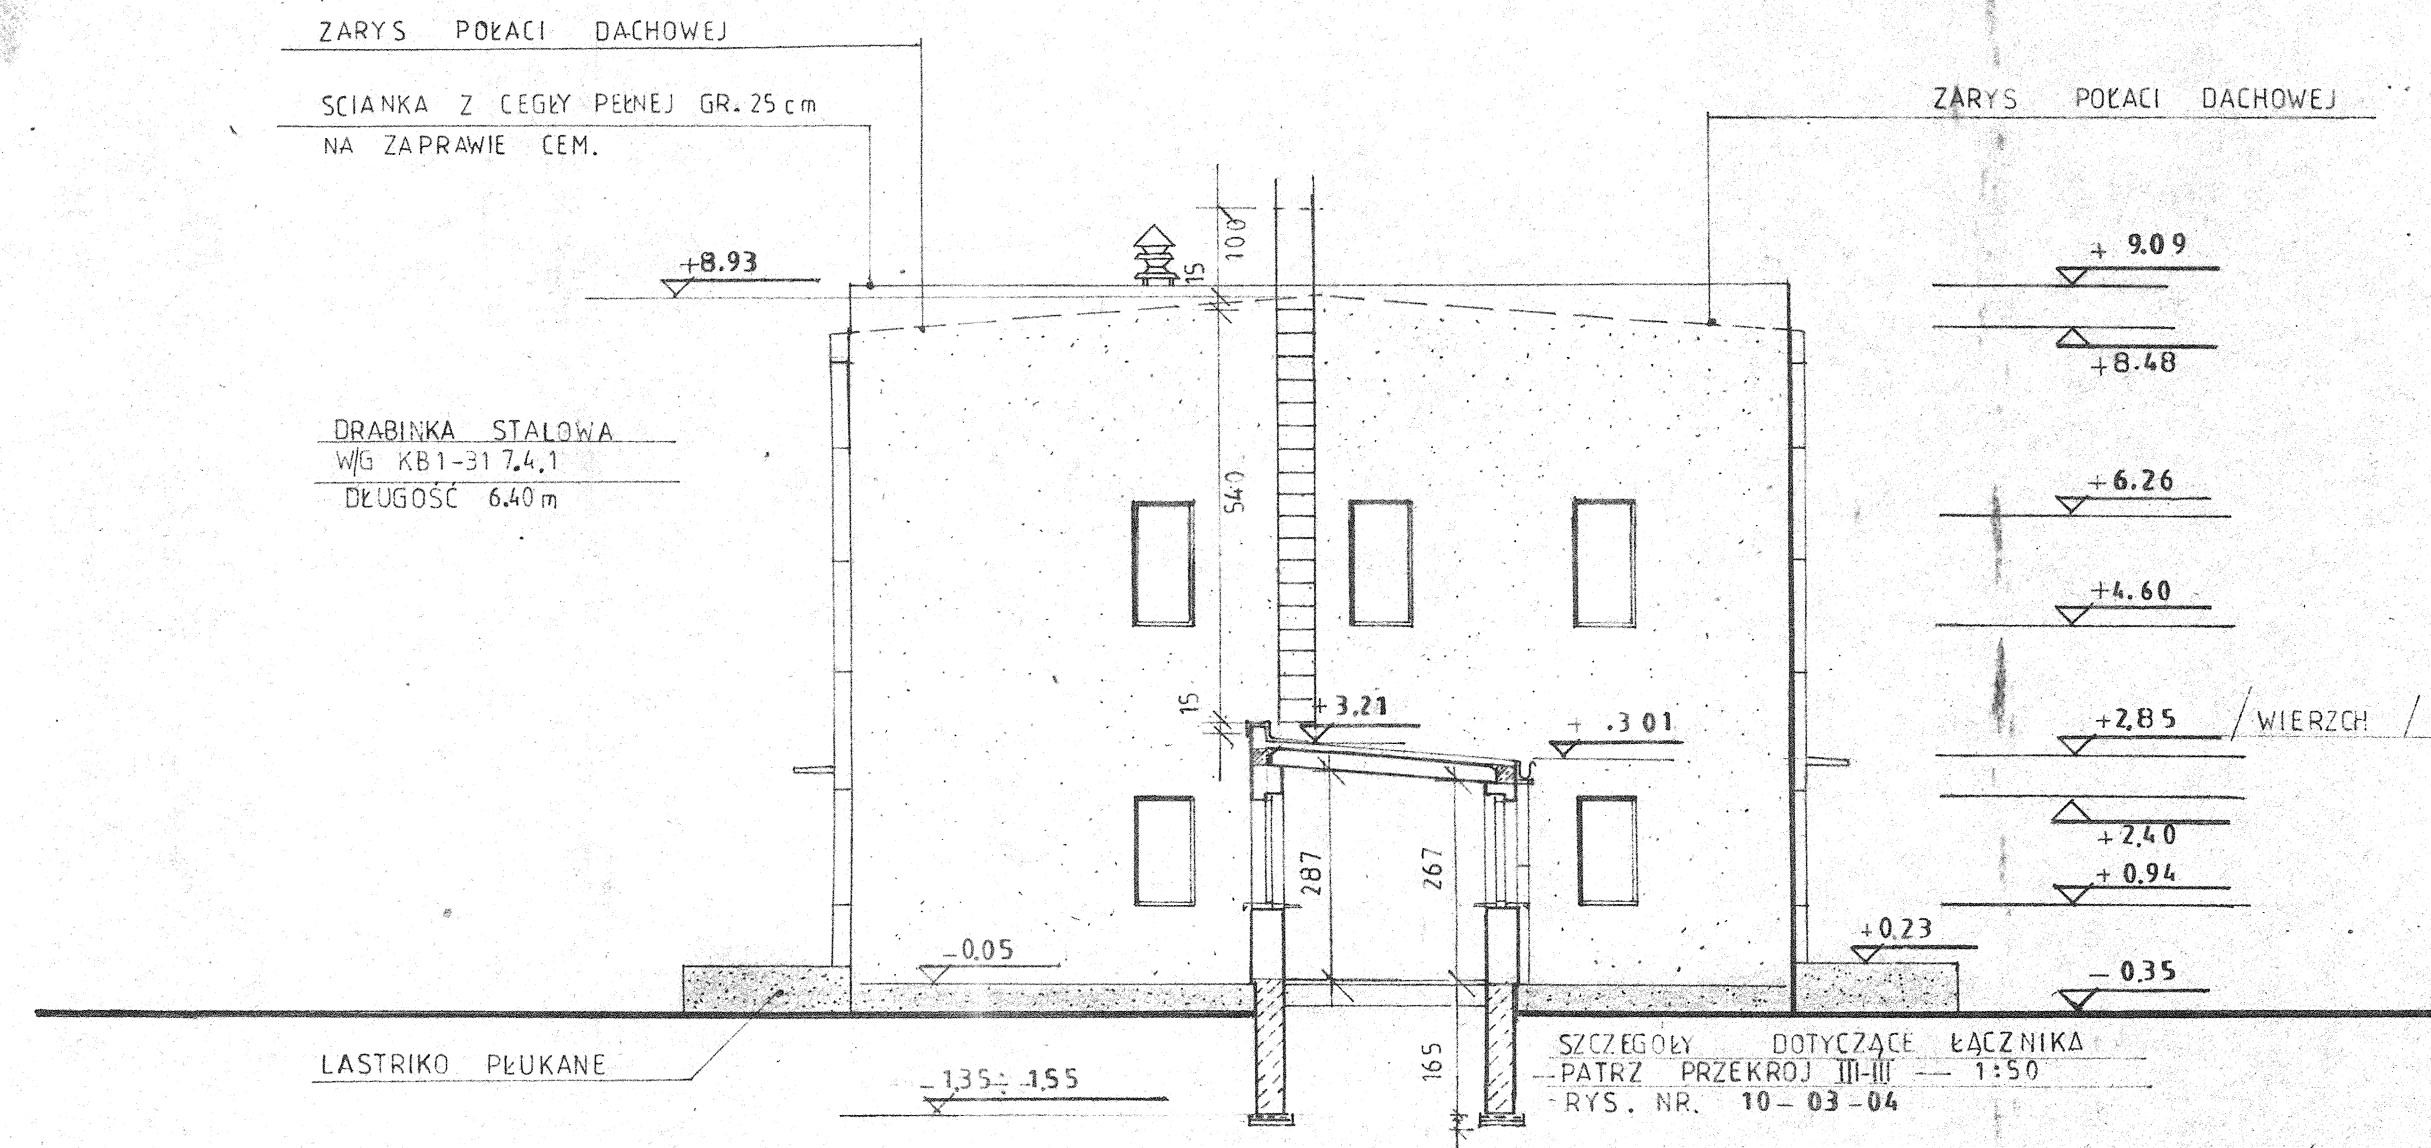 ZARYS POŁACI DACHOWEJ
SCIANKA Z CEGŁY PEŁNEJ GR. 25 cm
NA ZAPRAWIE CEM.
ZARYS POŁACI DACHOWEJ
+8.93
100
15
+ 9.09
+8.48
DRABINKA STALOWA
W/G KB1-31 7.4.1
DŁUGOŚĆ 6.40 m
540
+6.26
+4.60
15
+ 3,21
+ .301
+2,85 / WIERZCH /
+2,40
+ 0.94
287
267
+0.23
-0.05
- 0.35
LASTRIKO PŁUKANE
-1,35 ÷ -1,55
165
SZCZEGÓŁY DOTYCZĄCE ŁĄCZNIKA
PATRZ PRZEKROJ III-III — 1:50
RYS. NR. 10-03-04